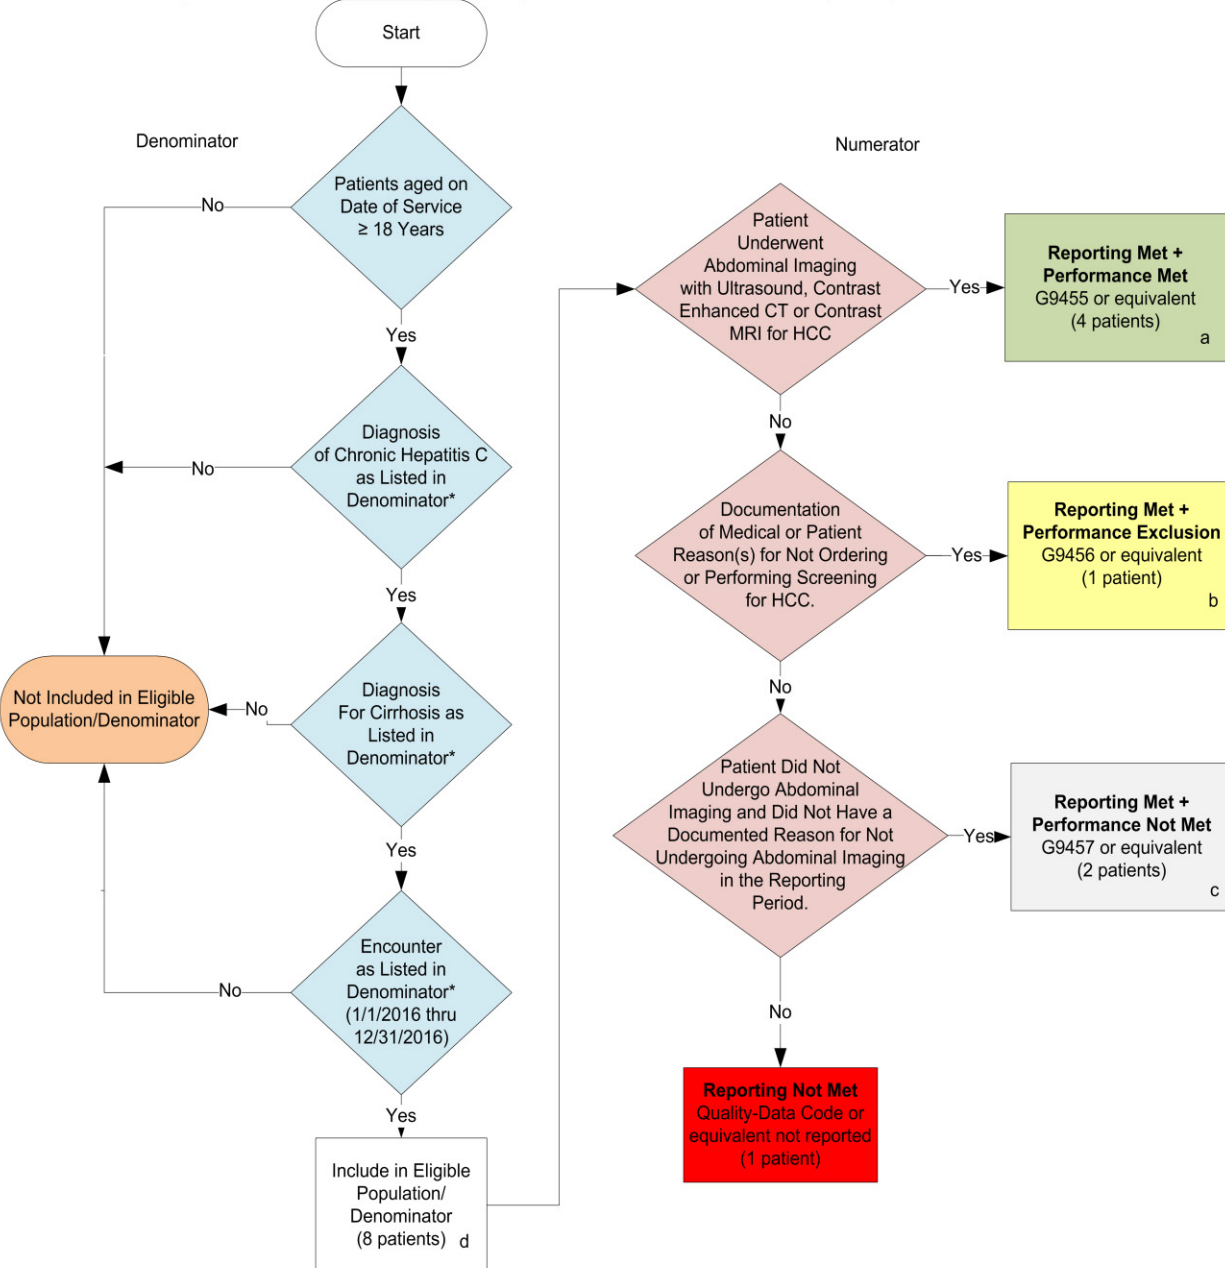 Start
Denominator
Patients aged on
Date of Service
≥ 18 Years
No
Yes
Diagnosis
of Chronic Hepatitis C
as Listed in
Denominator*
No
Yes
Diagnosis
For Cirrhosis as
Listed in
Denominator*
No
Not Included in Eligible
Population/Denominator
Yes
Encounter
as Listed in
Denominator*
(1/1/2016 thru
12/31/2016)
No
Yes
Include in Eligible
Population/
Denominator
(8 patients) d
Numerator
Patient
Underwent
Abdominal Imaging
with Ultrasound, Contrast
Enhanced CT or Contrast
MRI for HCC
Yes
Reporting Met +
Performance Met
G9455 or equivalent
(4 patients)
a
No
Documentation
of Medical or Patient
Reason(s) for Not Ordering
or Performing Screening
for HCC.
Yes
Reporting Met +
Performance Exclusion
G9456 or equivalent
(1 patient)
b
No
Patient Did Not
Undergo Abdominal
Imaging and Did Not Have a
Documented Reason for Not
Undergoing Abdominal Imaging
in the Reporting
Period.
Yes
Reporting Met +
Performance Not Met
G9457 or equivalent
(2 patients)
c
No
Reporting Not Met
Quality-Data Code or
equivalent not reported
(1 patient)